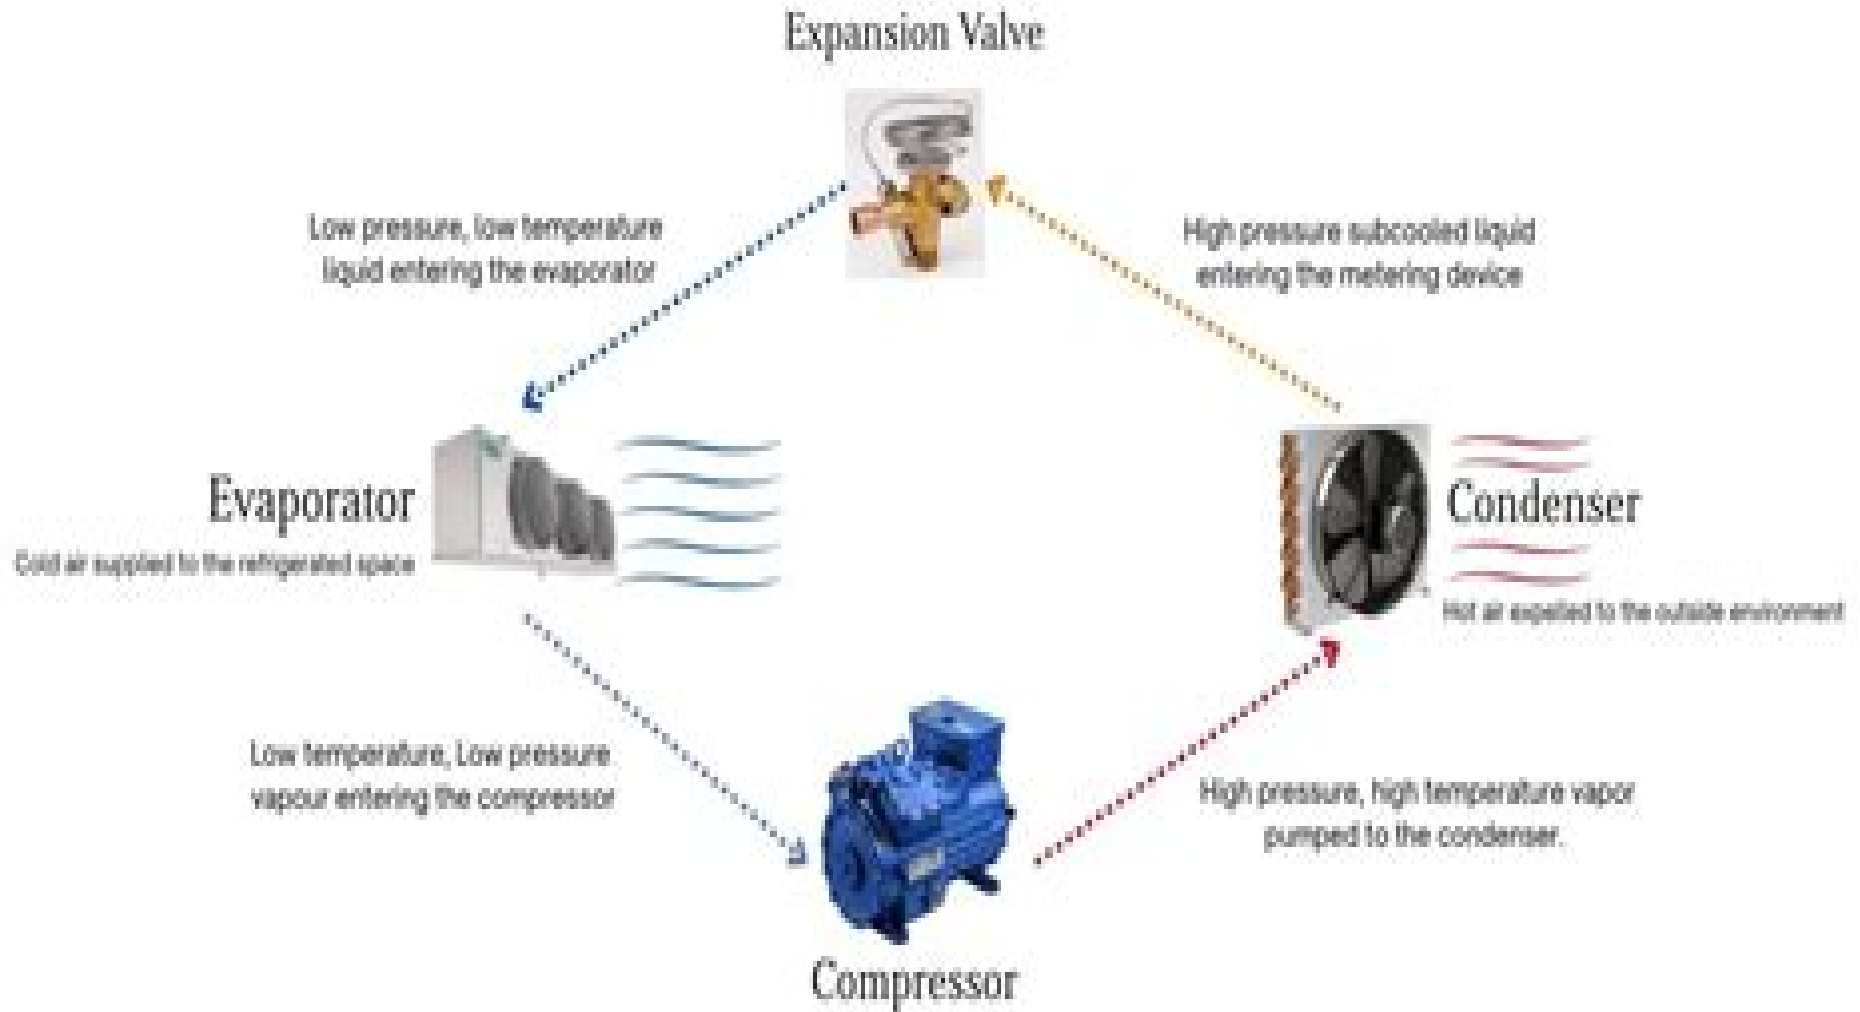 Expansion Valve
Low pressure, low temperature
liquid entering the evaporator
High pressure subcooled liquid
entering the metering device
Evaporator
Cold air supplied to the refrigerated space
Condenser
Hot air expelled to the outside environment
Low temperature, Low pressure
vapour entering the compressor
High pressure, high temperature vapor
pumped to the condenser.
Compressor